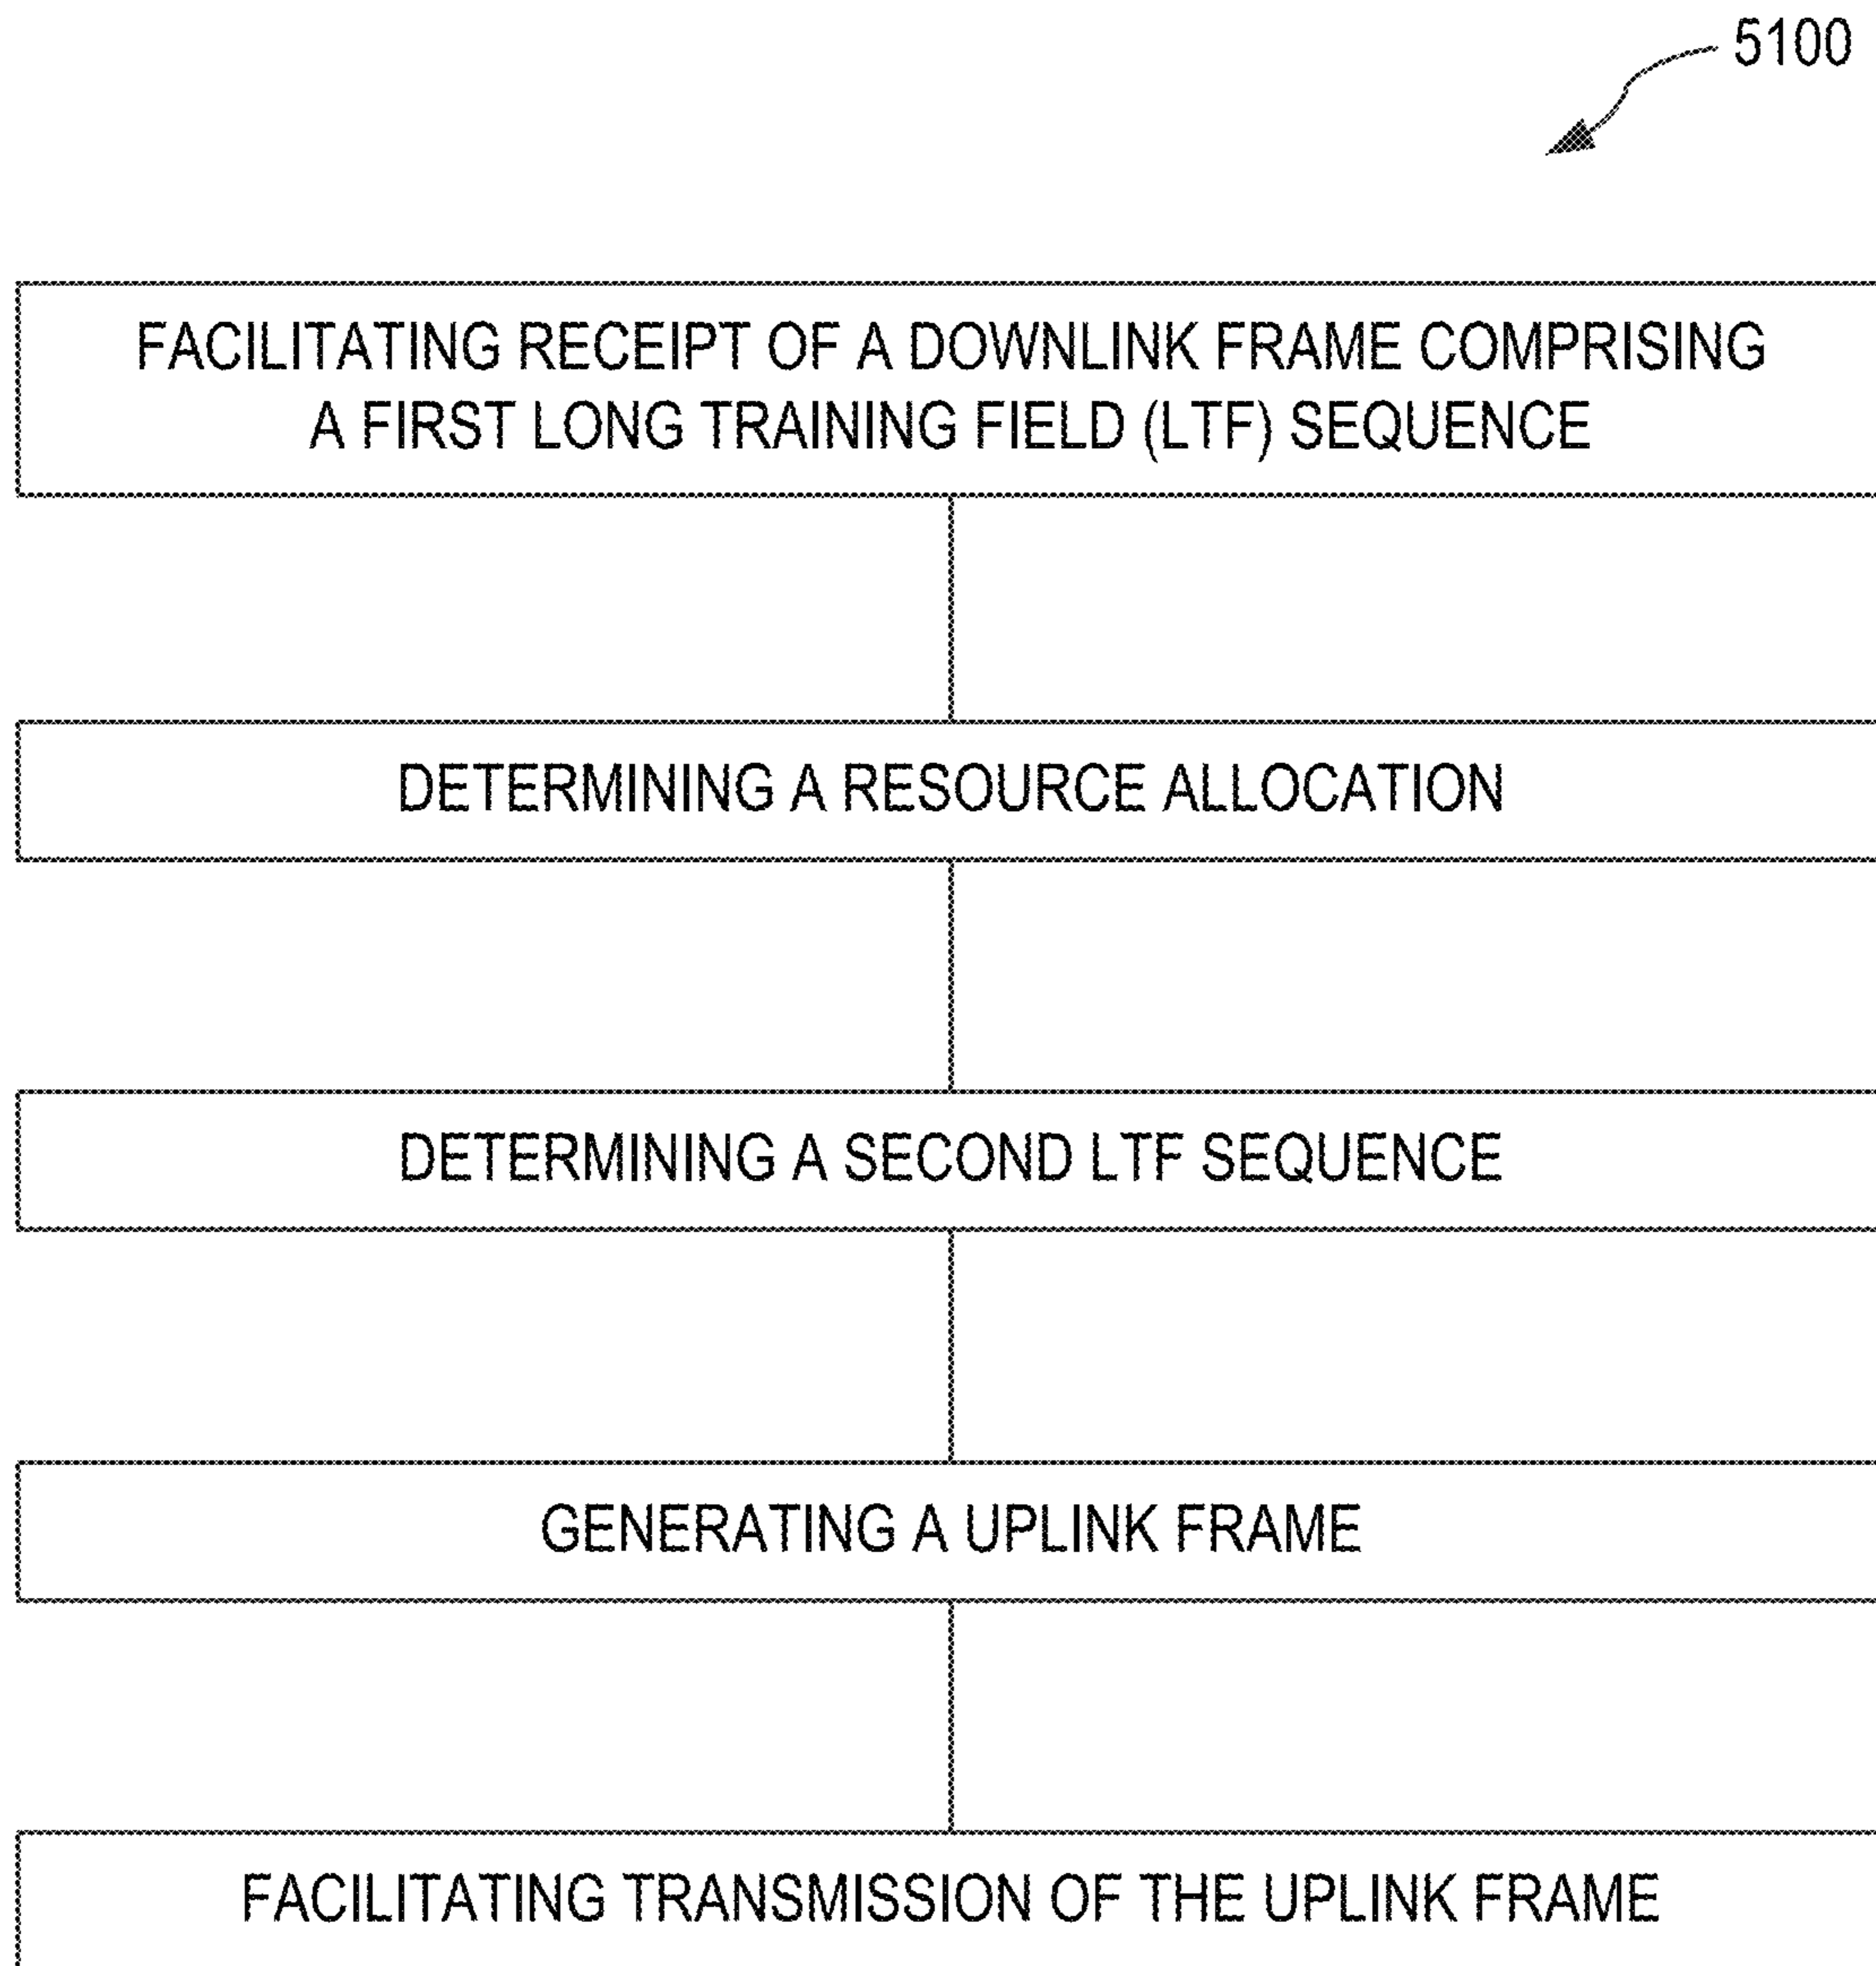 5100
FACILITATING RECEIPT OF A DOWNLINK FRAME COMPRISING
A FIRST LONG TRAINING FIELD (LTF) SEQUENCE
DETERMINING A RESOURCE ALLOCATION
DETERMINING A SECOND LTF SEQUENCE
GENERATING A UPLINK FRAME
FACILITATING TRANSMISSION OF THE UPLINK FRAME